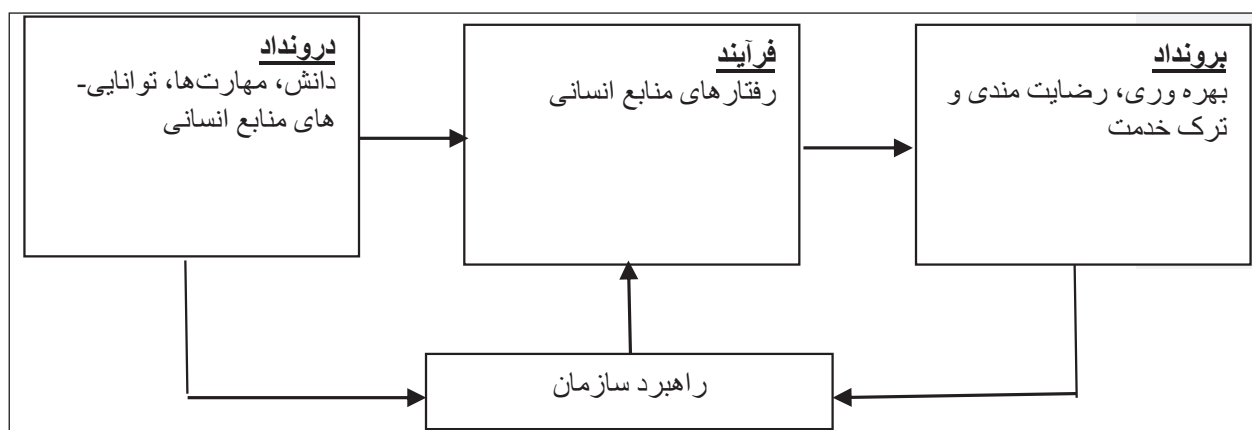 درونداد
دانش، مهارت‌ها، توانایی-
های منابع انسانی
فرآیند
رفتارهای منابع انسانی
برونداد
بهره وری، رضایت مندی و
ترک خدمت
راهبرد سازمان